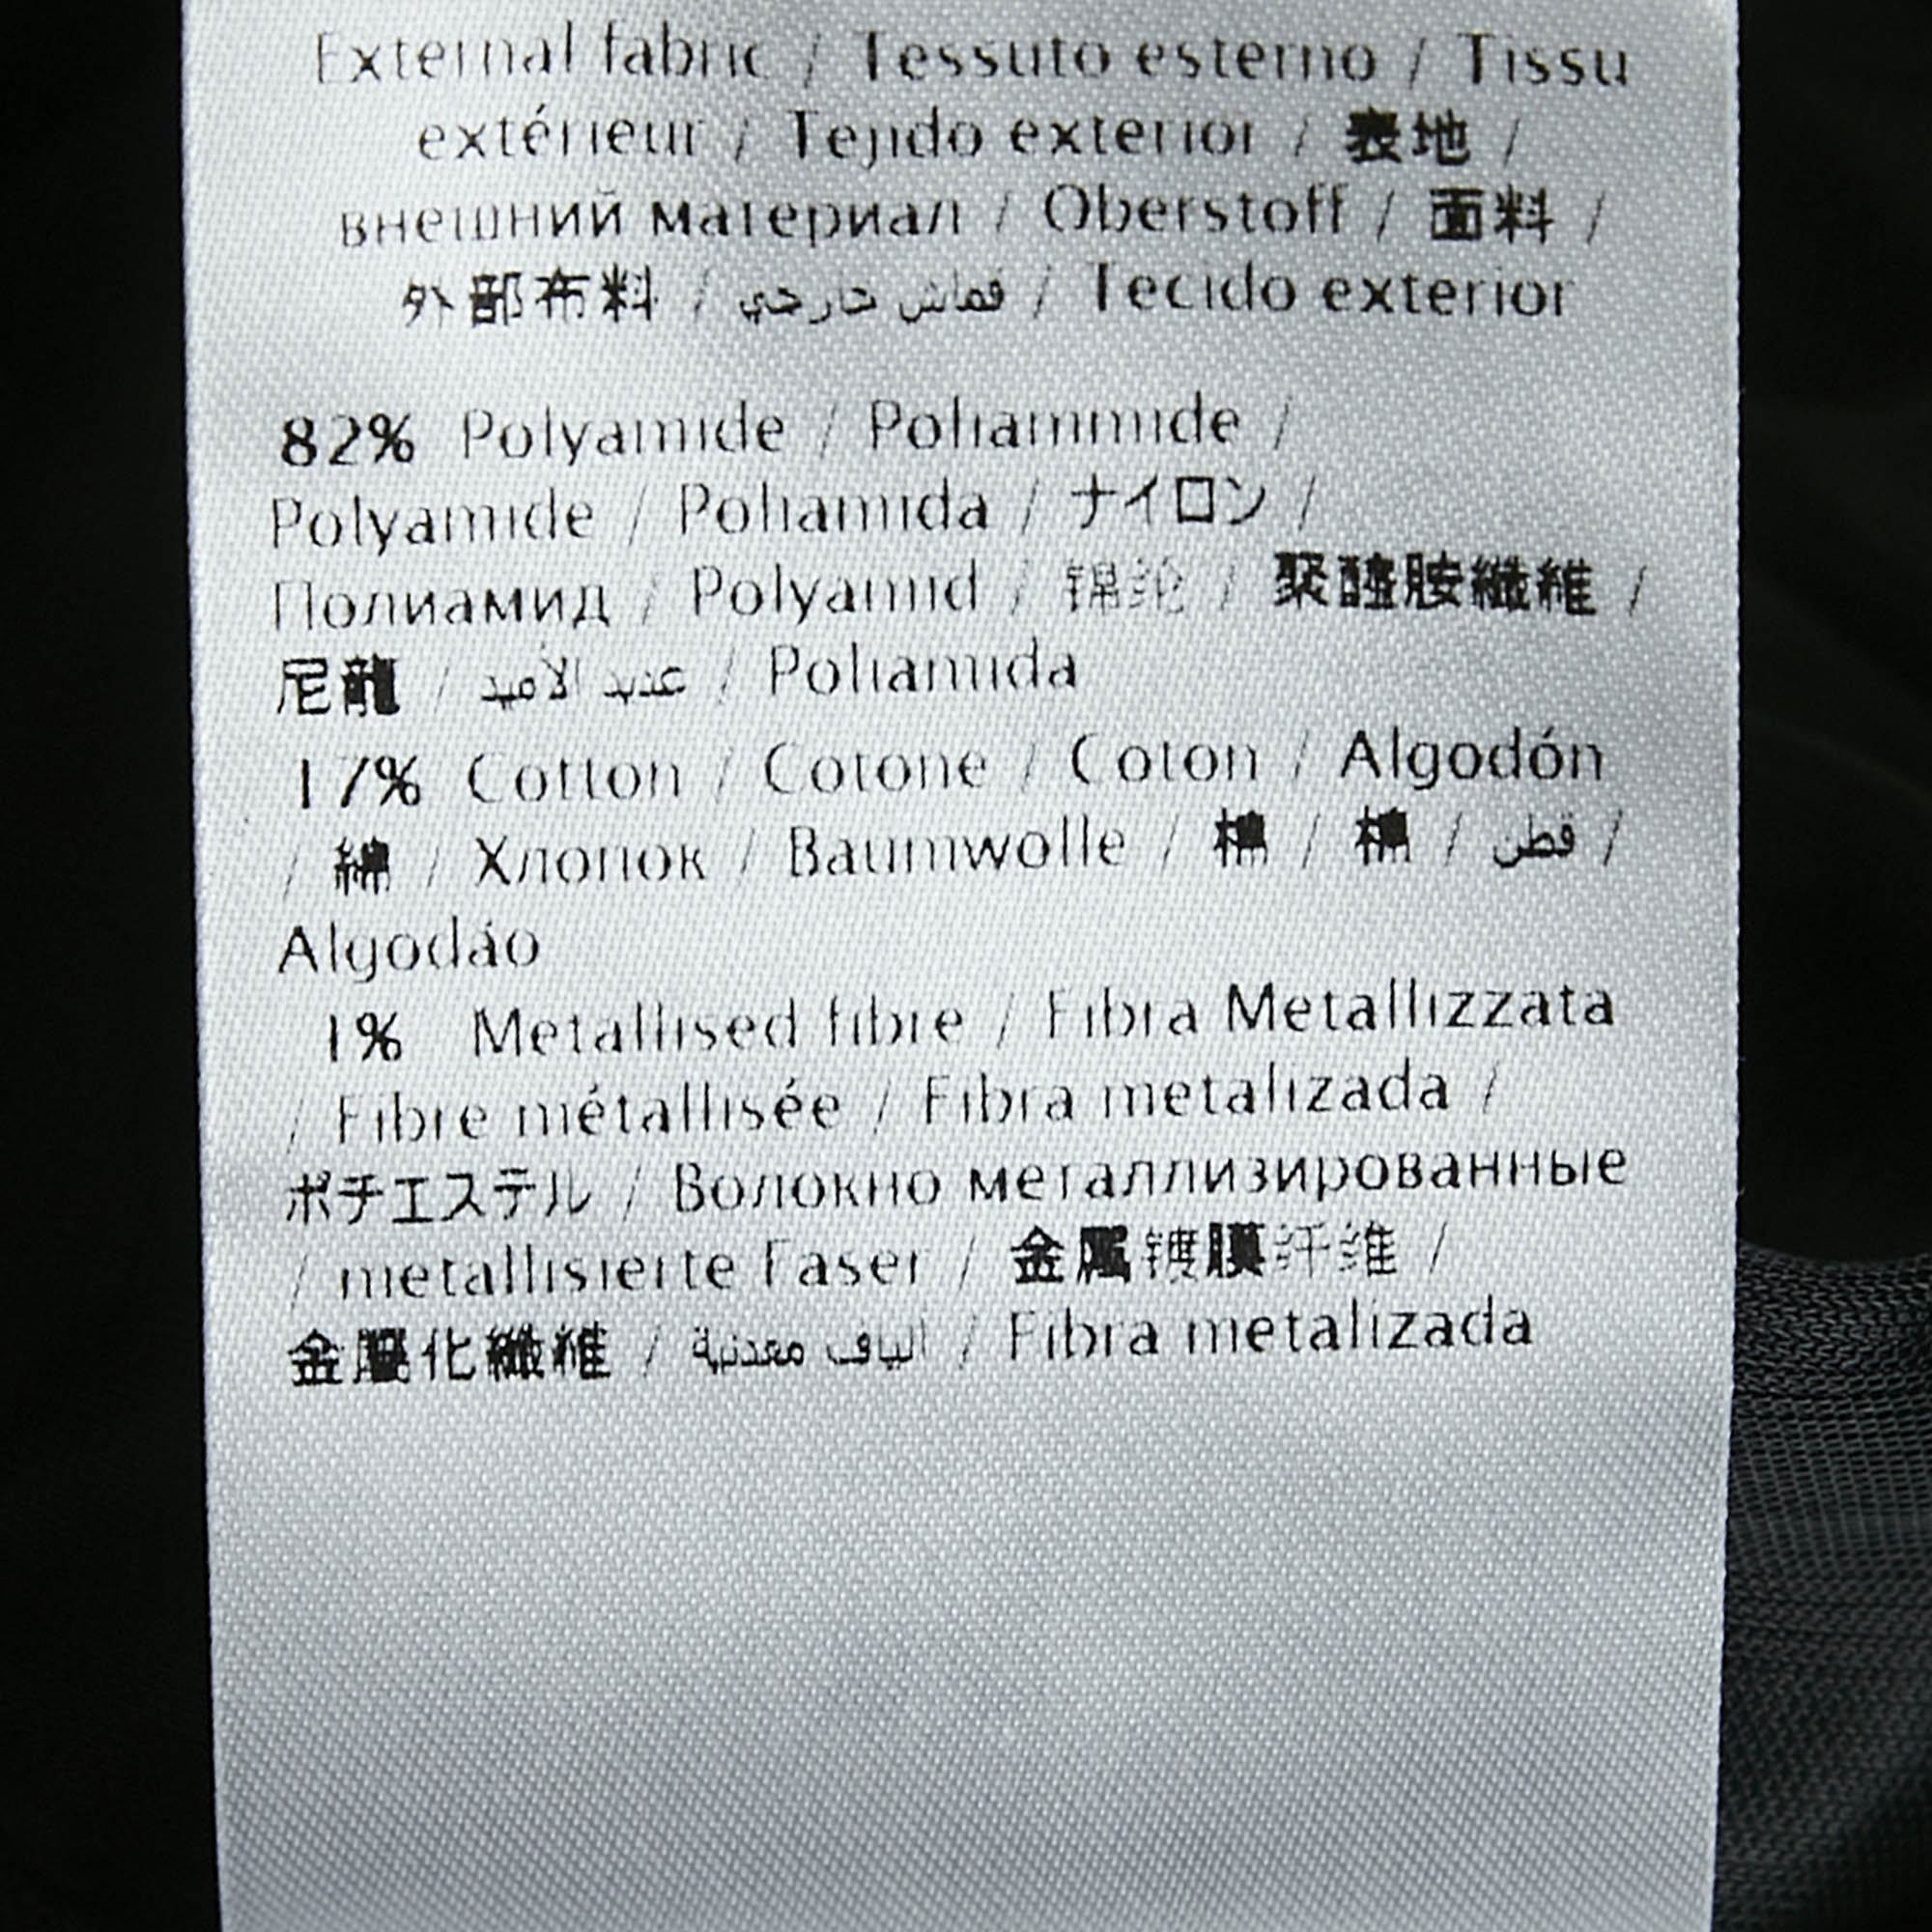 External fabric / Tessuto esterno / Tissu
extérieur / Tejido exterior / 表地 /
внешний материал / Oberstoff / 面料 /
外部布料 / قماش خارجي / Tecido exterior
82% Polyamide / Poliammide /
Polyamide / Poliamida / ナイロン /
Полиамид / Polyamid / 锦纶 / 聚醯胺纖維 /
尼龍 / عديد الاميد / Poliamida
17% Cotton / Cotone / Coton / Algodón
/ 綿 / Хлопок / Baumwolle / 棉 / 棉 / قطن /
Algodão
1% Metallised fibre / Fibra Metallizzata
/ Fibre métallisée / Fibra metalizada /
ポチエステル / Волокно металлизированные
/ metallisierte Faser / 金属镀膜纤维 /
金屬化纖維 / الياف معدنية / Fibra metalizada